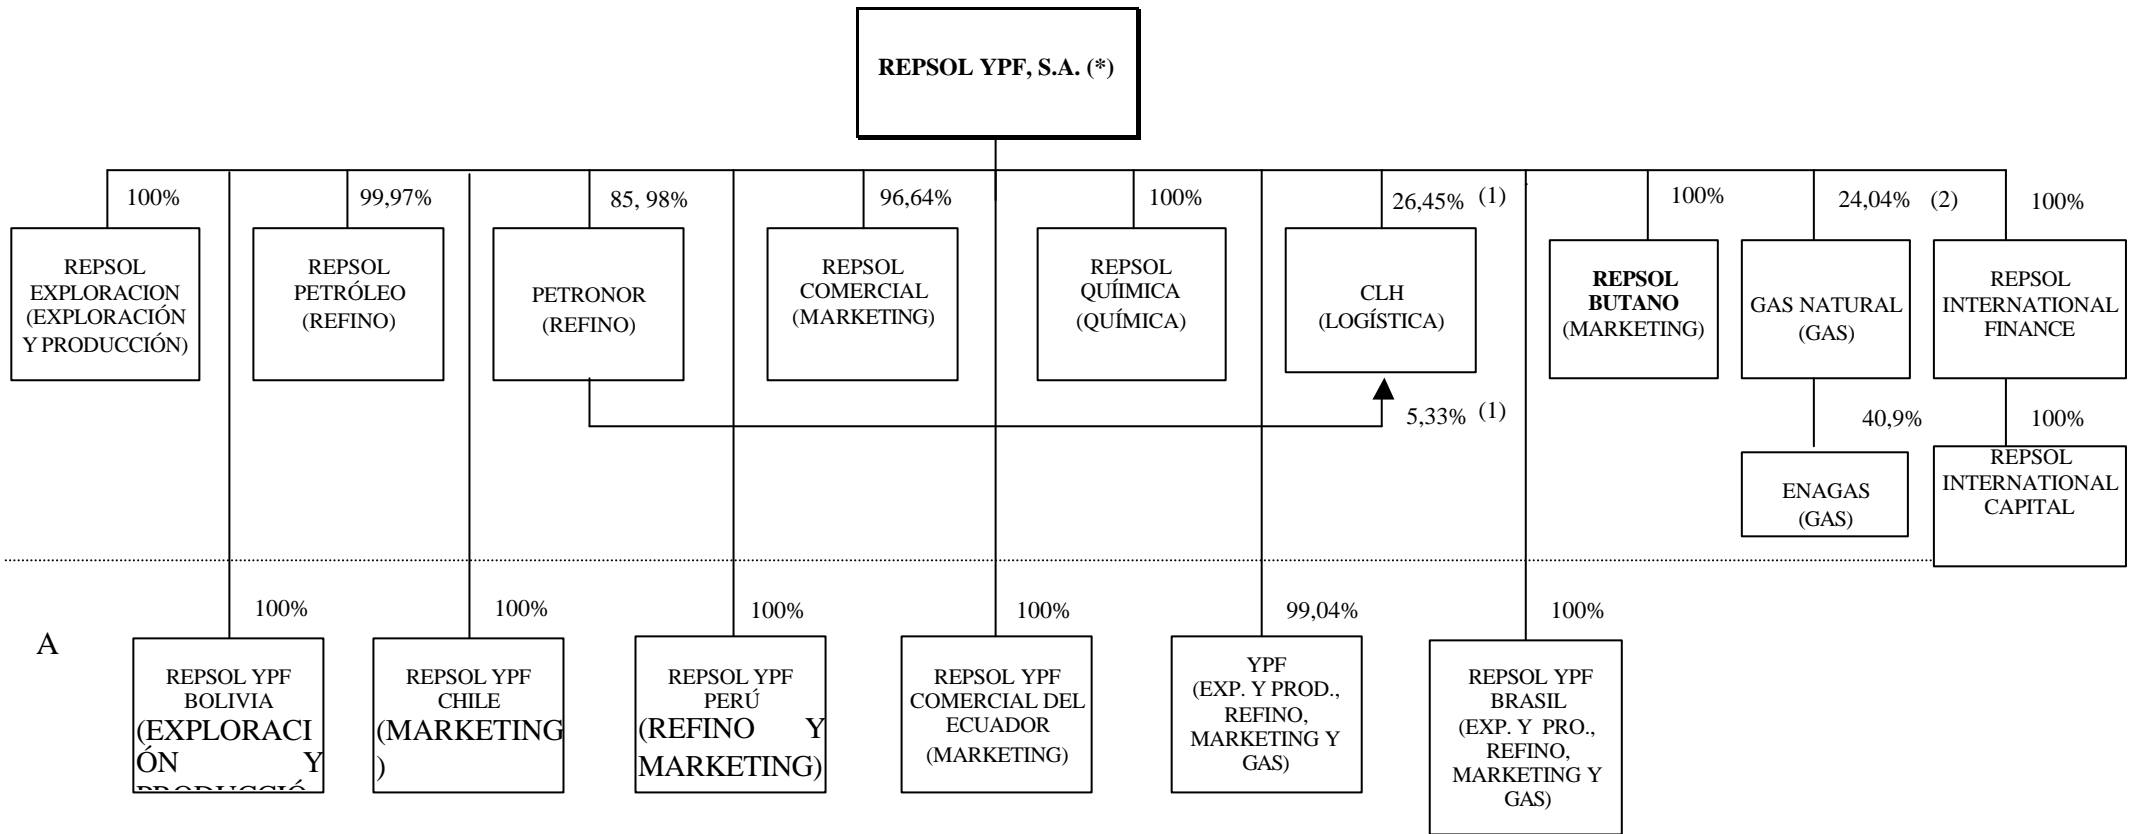 REPSOL YPF, S.A. (*)
100%
99,97%
85, 98%
96,64%
100%
26,45% (1)
100%
24,04% (2)
100%
REPSOL
EXPLORACION
(EXPLORACIÓN
Y PRODUCCIÓN)
REPSOL
PETRÓLEO
(REFINO)
PETRONOR
(REFINO)
REPSOL
COMERCIAL
(MARKETING)
REPSOL
QUÍIMICA
(QUÍMICA)
CLH
(LOGÍSTICA)
REPSOL
BUTANO
(MARKETING)
GAS NATURAL
(GAS)
REPSOL
INTERNATIONAL
FINANCE
5,33% (1)
40,9%
100%
ENAGAS
(GAS)
REPSOL
INTERNATIONAL
CAPITAL
A
100%
100%
100%
100%
99,04%
100%
REPSOL YPF
BOLIVIA
(EXPLORACI
ÓN Y
PRODUCCIÓ
REPSOL YPF
CHILE
(MARKETING
)
REPSOL YPF
PERÚ
(REFINO Y
MARKETING)
REPSOL YPF
COMERCIAL DEL
ECUADOR
(MARKETING)
YPF
(EXP. Y PROD.,
REFINO,
MARKETING Y
GAS)
REPSOL YPF
BRASIL
(EXP. Y PRO.,
REFINO,
MARKETING Y
GAS)